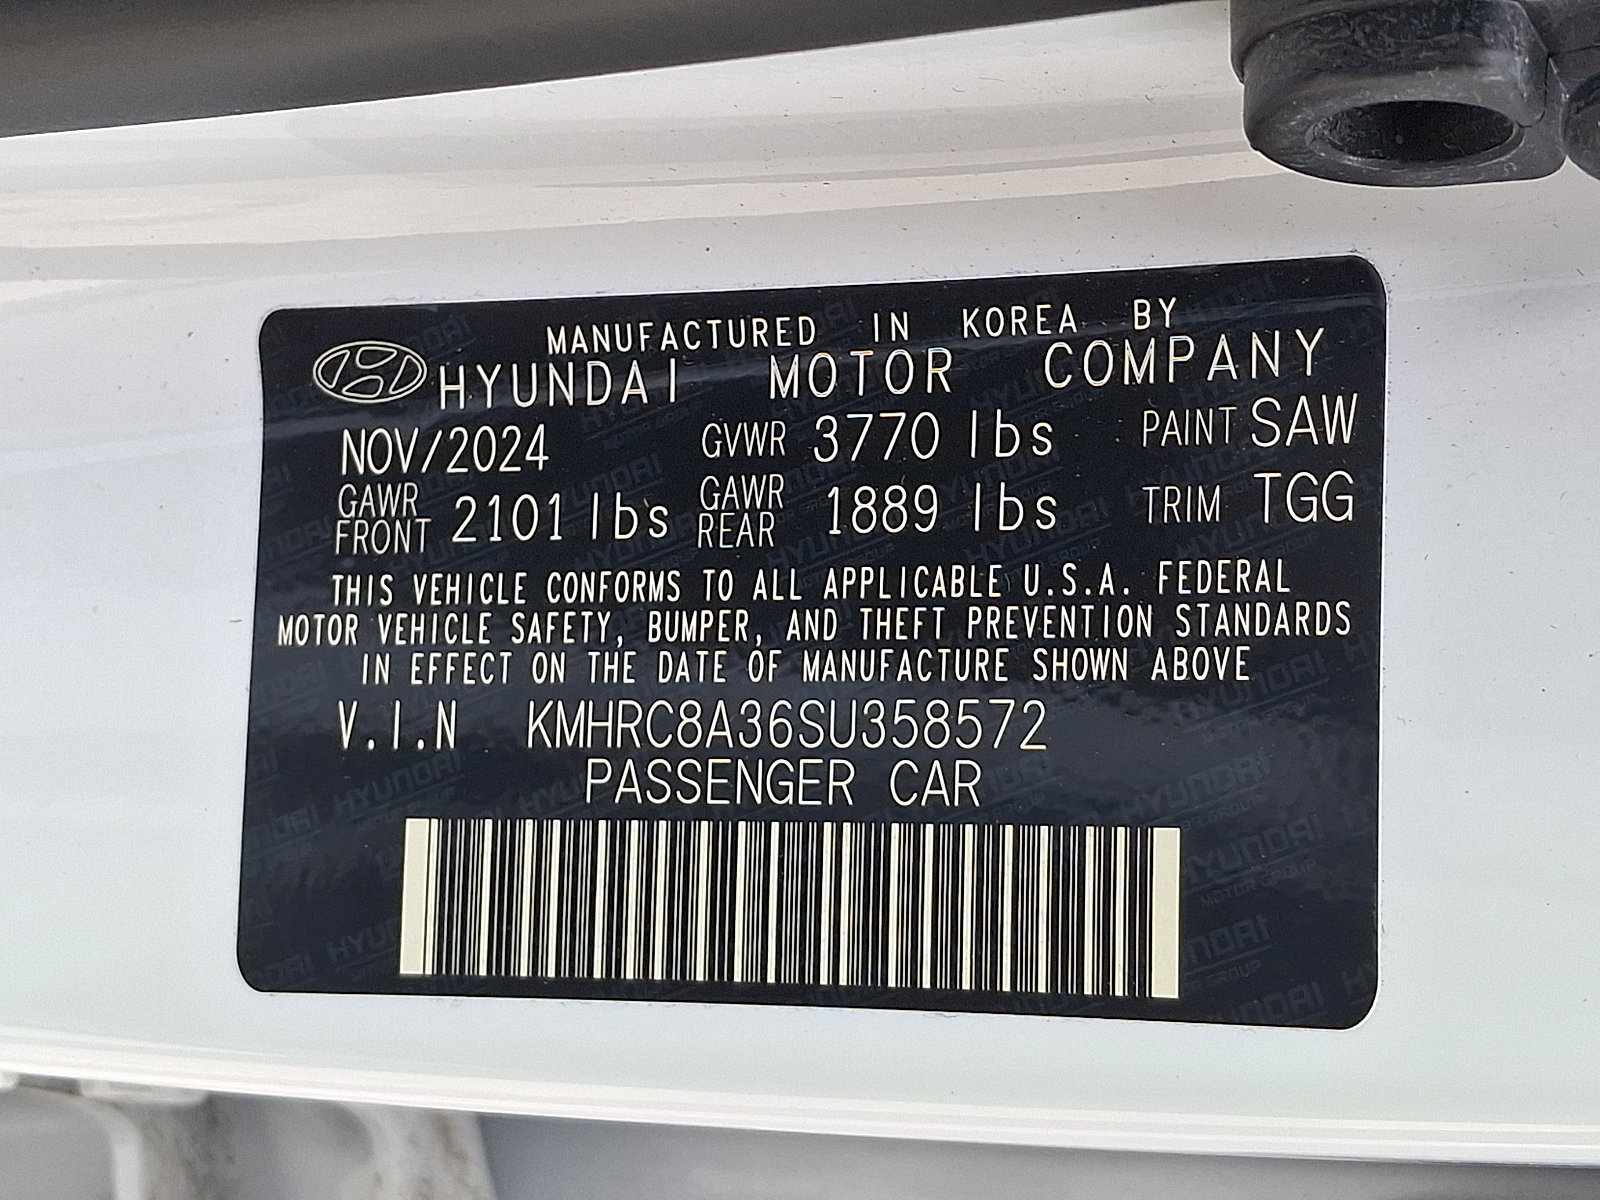 MANUFACTURED IN KOREA BY
HYUNDAI MOTOR COMPANY
NOV/2024 GVWR 3770 lbs PAINT SAW
GAWR FRONT 2101 lbs GAWR REAR 1889 lbs TRIM TGG
THIS VEHICLE CONFORMS TO ALL APPLICABLE U.S.A. FEDERAL
MOTOR VEHICLE SAFETY, BUMPER, AND THEFT PREVENTION STANDARDS
IN EFFECT ON THE DATE OF MANUFACTURE SHOWN ABOVE
V.I.N KMHRC8A36SU358572
PASSENGER CAR